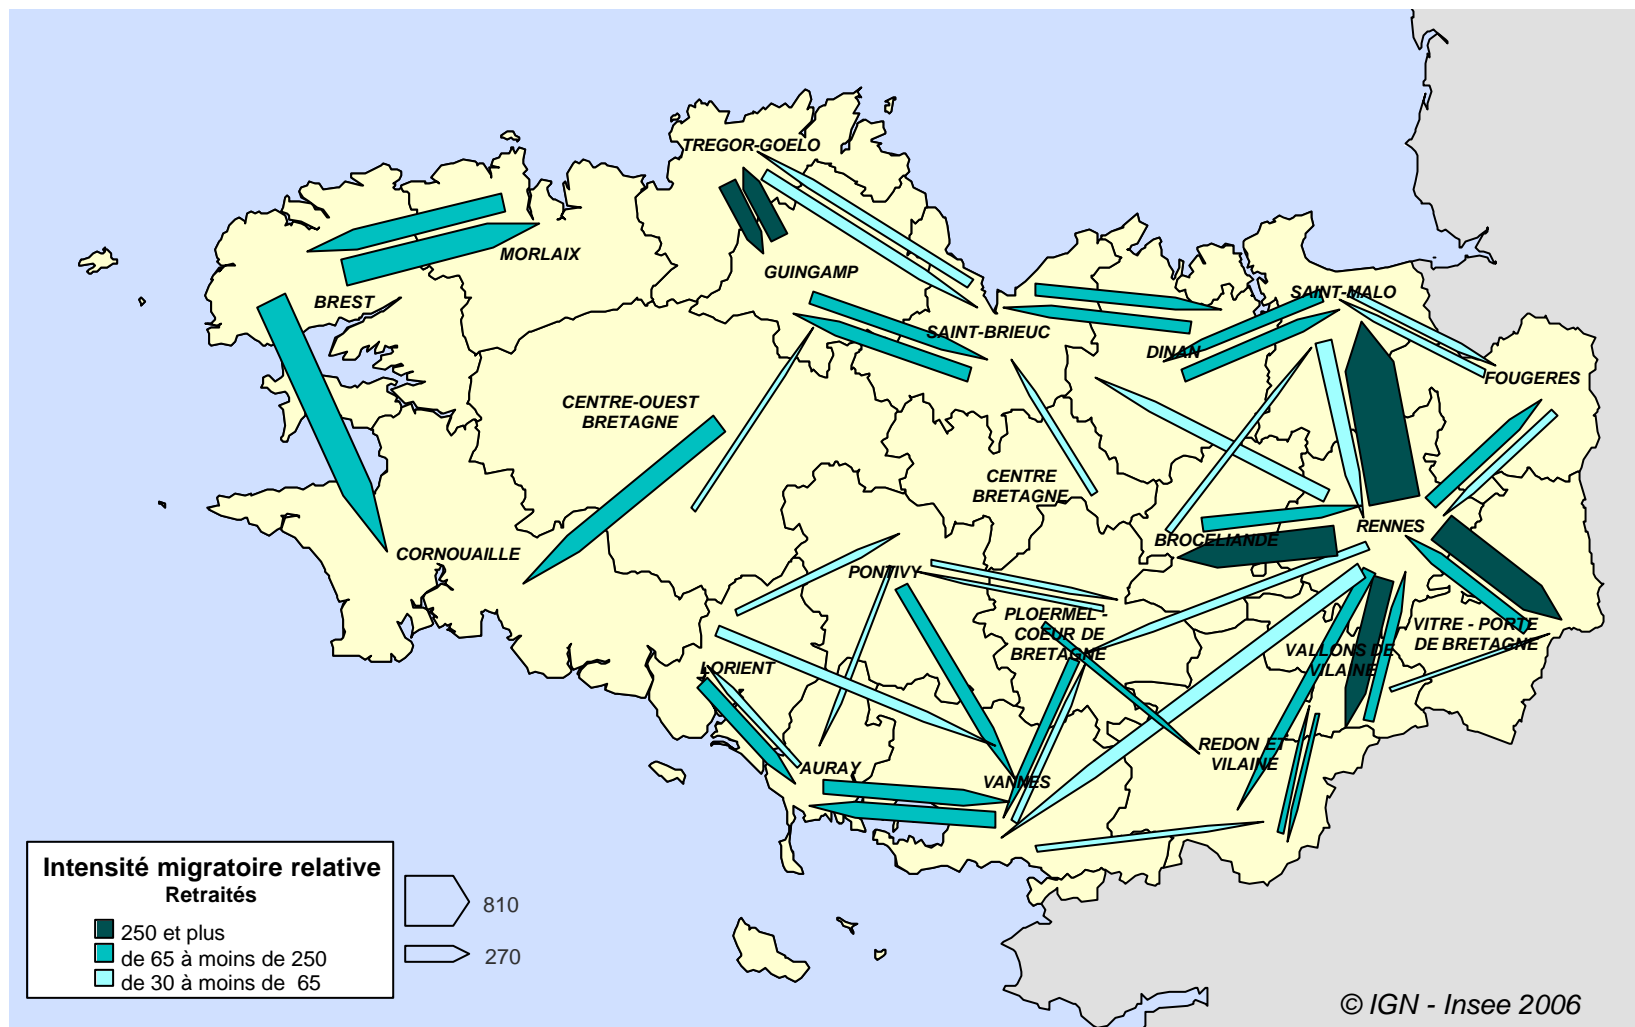 TREGOR-GOELO
MORLAIX
GUINGAMP
BREST
SAINT-BRIEUC
SAINT-MALO
DINAN
FOUGERES
CENTRE-OUEST
BRETAGNE
CENTRE
BRETAGNE
RENNES
BROCELIANDE
CORNOUAILLE
PONTIVY
PLOERMEL -
COEUR DE
BRETAGNE
VITRE - PORTE
DE BRETAGNE
VALLONS DE
VILAINE
LORIENT
REDON ET
VILAINE
AURAY
VANNES
Intensité migratoire relative
Retraités
250 et plus
de 65 à moins de 250
de 30 à moins de 65
810
270
© IGN - Insee 2006